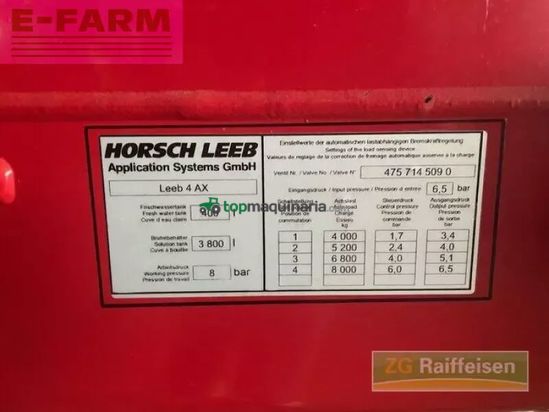 E-FARM
HORSCH LEEB
Application Systems GmbH
Leeb 4 AX
Frischwassertank
Fresh water tank
Cuve d'eau claire
400 l
Brühebehälter
Solution tank
Cuve à bouillie
3 800 l
Arbeitsdruck
Working pressure
Pression de travail
8 bar
Einstellwerte der automatischen lastabhängigen Bremskraftregelung
Settings of the load sensing device
Valeurs de reglage de la correction de freinage automatique asservie a la charge
Ventil Nr. / Valve No. / Valve N° 475 714 509 0
Eingangsdruck / Input pressure / Pression d entrée 6,5 bar
Schaltstellung
Position
Position de
commutation
Achslast
Axleload
Charge
Essieu
kg
Steuerdruck
Control pressure
Pression de
commande
bar
Ausgangsdruck
Output pressure
Pression de
sortie
bar
1 4 000 1,7 3,4
2 5 200 2,4 4,0
3 6 800 4,0 5,1
4 8 000 6,0 6,5
topmaquinaria
ZG Raiffeisen